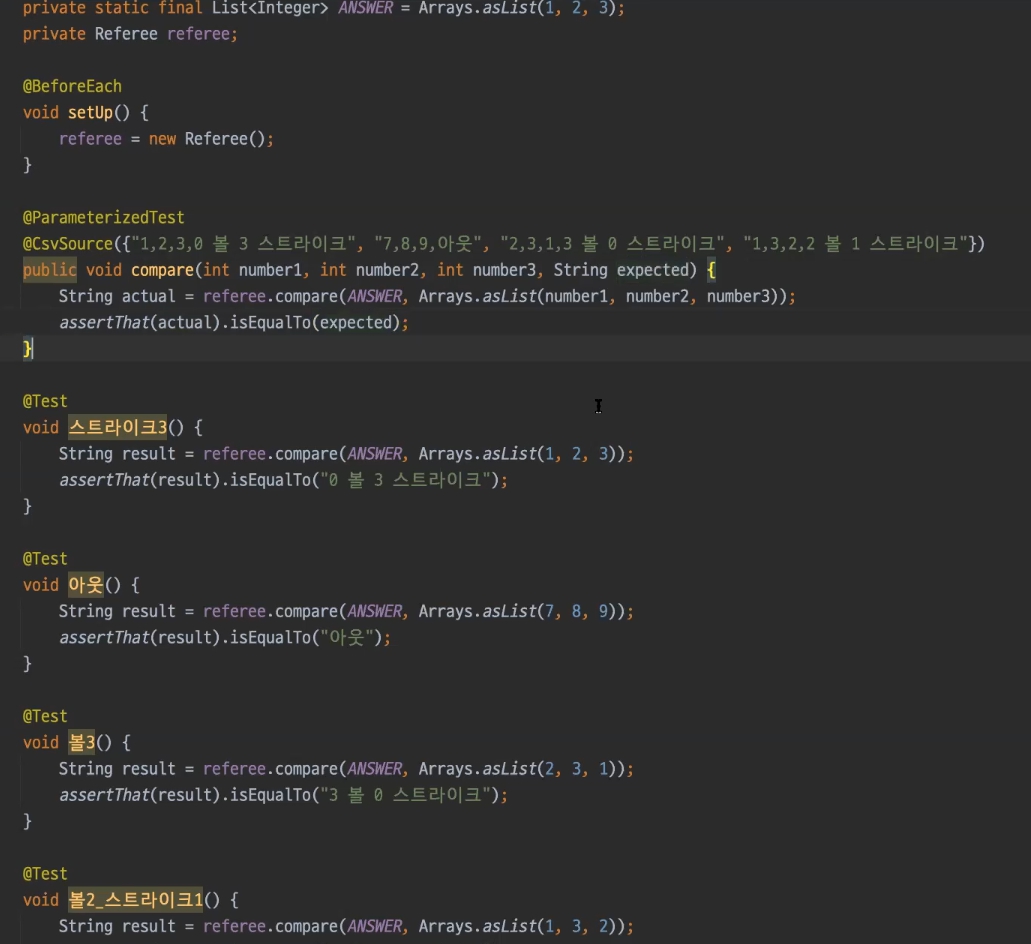 private static final List<Integer> ANSWER = Arrays.asList(1, 2, 3);
private Referee referee;
@BeforeEach
void setUp() {
referee = new Referee();
}
@ParameterizedTest
@CsvSource({"1,2,3,0 볼 3 스트라이크", "7,8,9,아웃", "2,3,1,3 볼 0 스트라이크", "1,3,2,2 볼 1 스트라이크"})
public void compare(int number1, int number2, int number3, String expected) {
String actual = referee.compare(ANSWER, Arrays.asList(number1, number2, number3));
assertThat(actual).isEqualTo(expected);
}
@Test
void 스트라이크3() {
String result = referee.compare(ANSWER, Arrays.asList(1, 2, 3));
assertThat(result).isEqualTo("0 볼 3 스트라이크");
}
@Test
void 아웃() {
String result = referee.compare(ANSWER, Arrays.asList(7, 8, 9));
assertThat(result).isEqualTo("아웃");
}
@Test
void 볼3() {
String result = referee.compare(ANSWER, Arrays.asList(2, 3, 1));
assertThat(result).isEqualTo("3 볼 0 스트라이크");
}
@Test
void 볼2_스트라이크1() {
String result = referee.compare(ANSWER, Arrays.asList(1, 3, 2));